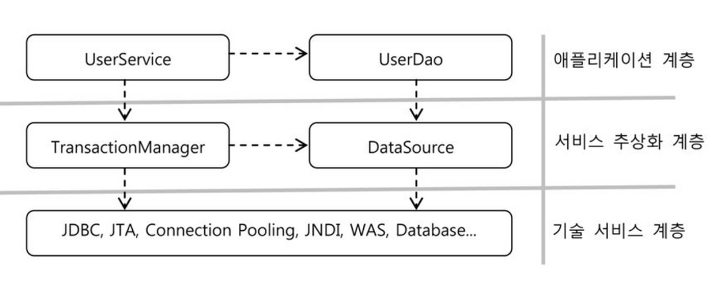 UserService
UserDao
애플리케이션 계층
TransactionManager
DataSource
서비스 추상화 계층
JDBC, JTA, Connection Pooling, JNDI, WAS, Database...
기술 서비스 계층